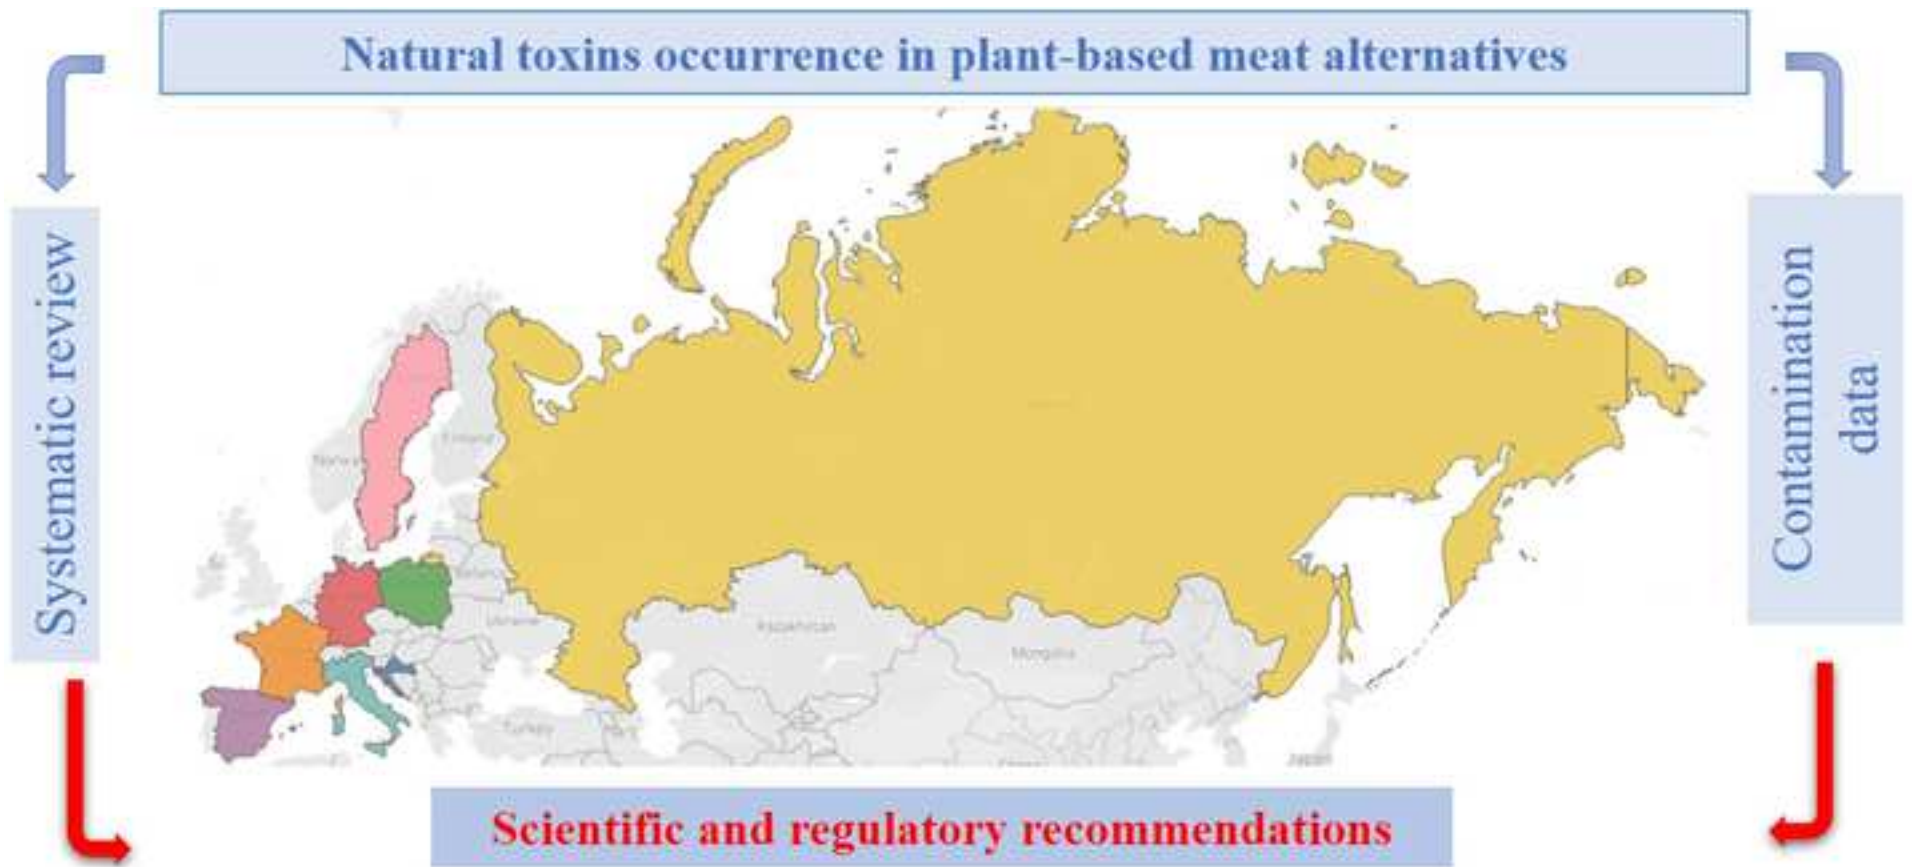 Natural toxins occurrence in plant-based meat alternatives
Systematic review
Contamination
data
Finland
Norway
Ukraine
Kazakhstan
Mongolia
Turkey
Japan
Scientific and regulatory recommendations